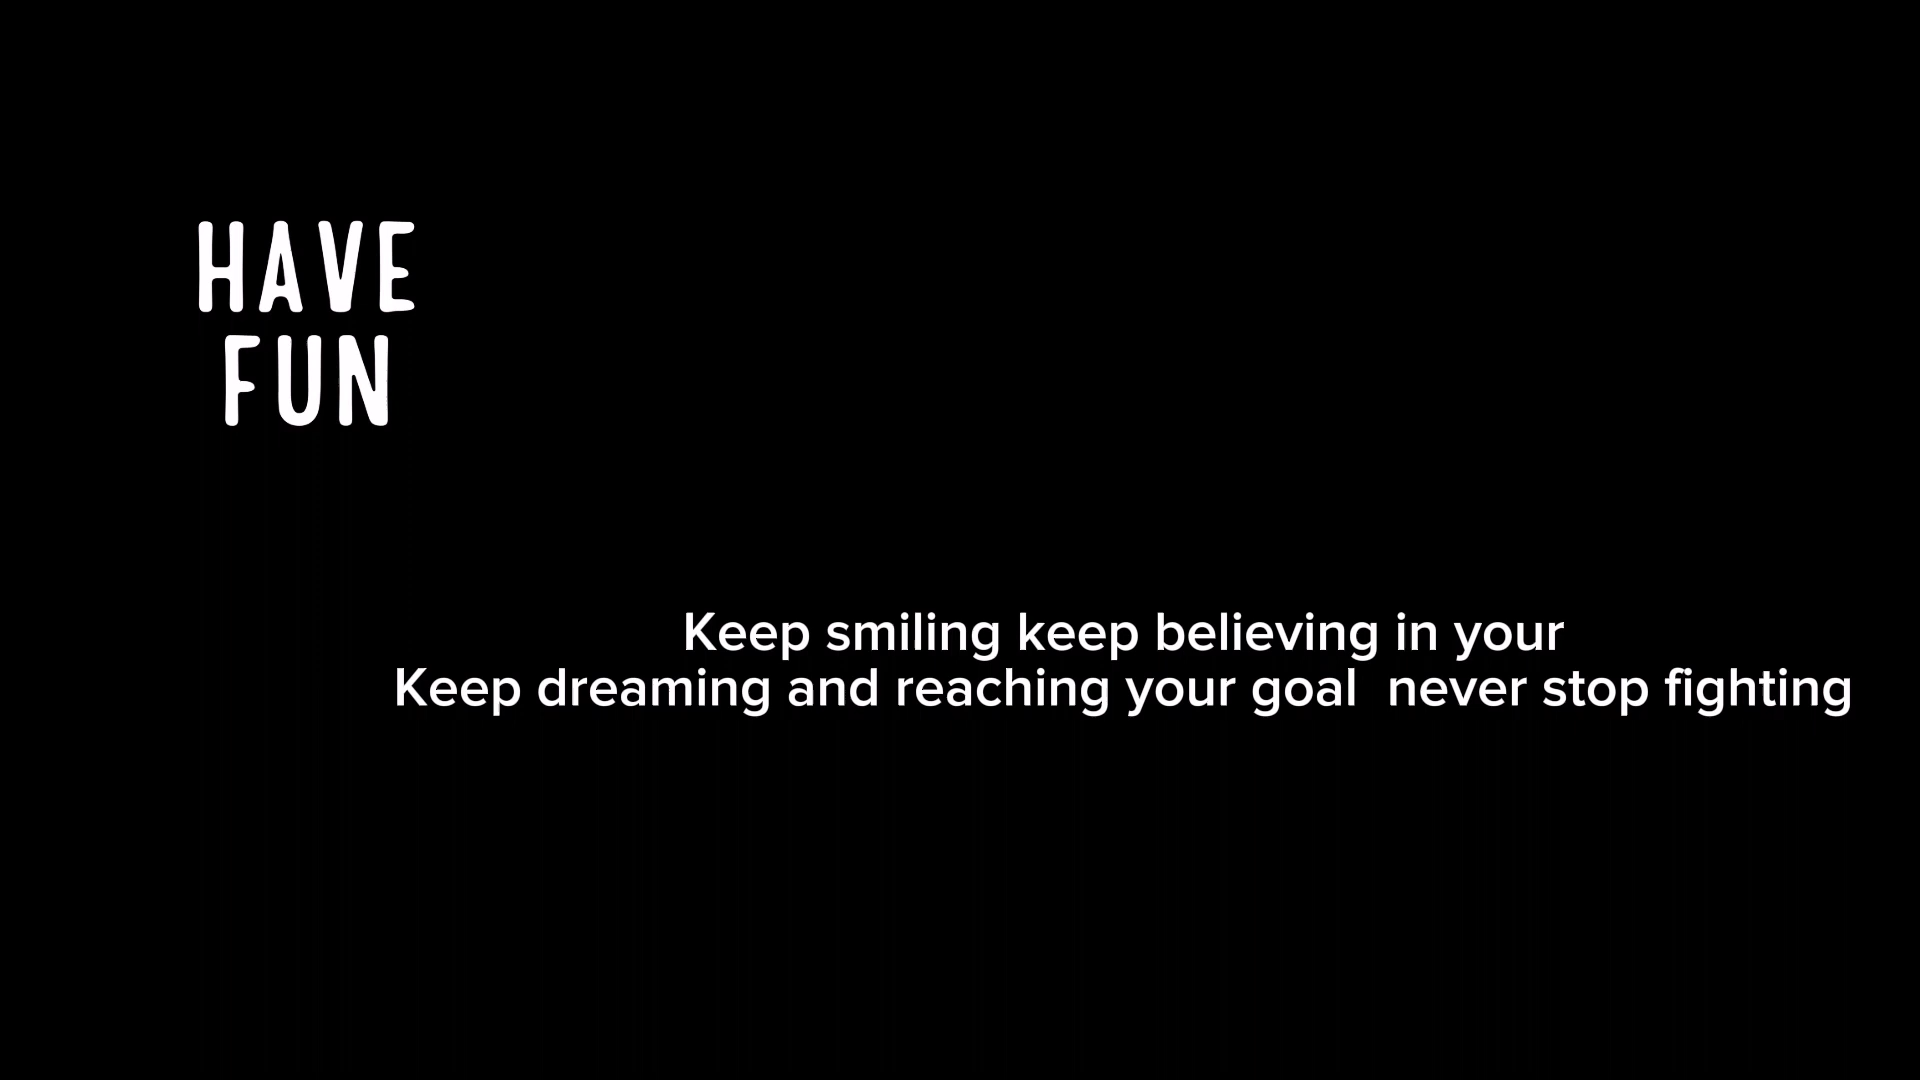 HAVE
FUN
Keep smiling keep believing in your
Keep dreaming and reaching your goal  never stop fighting